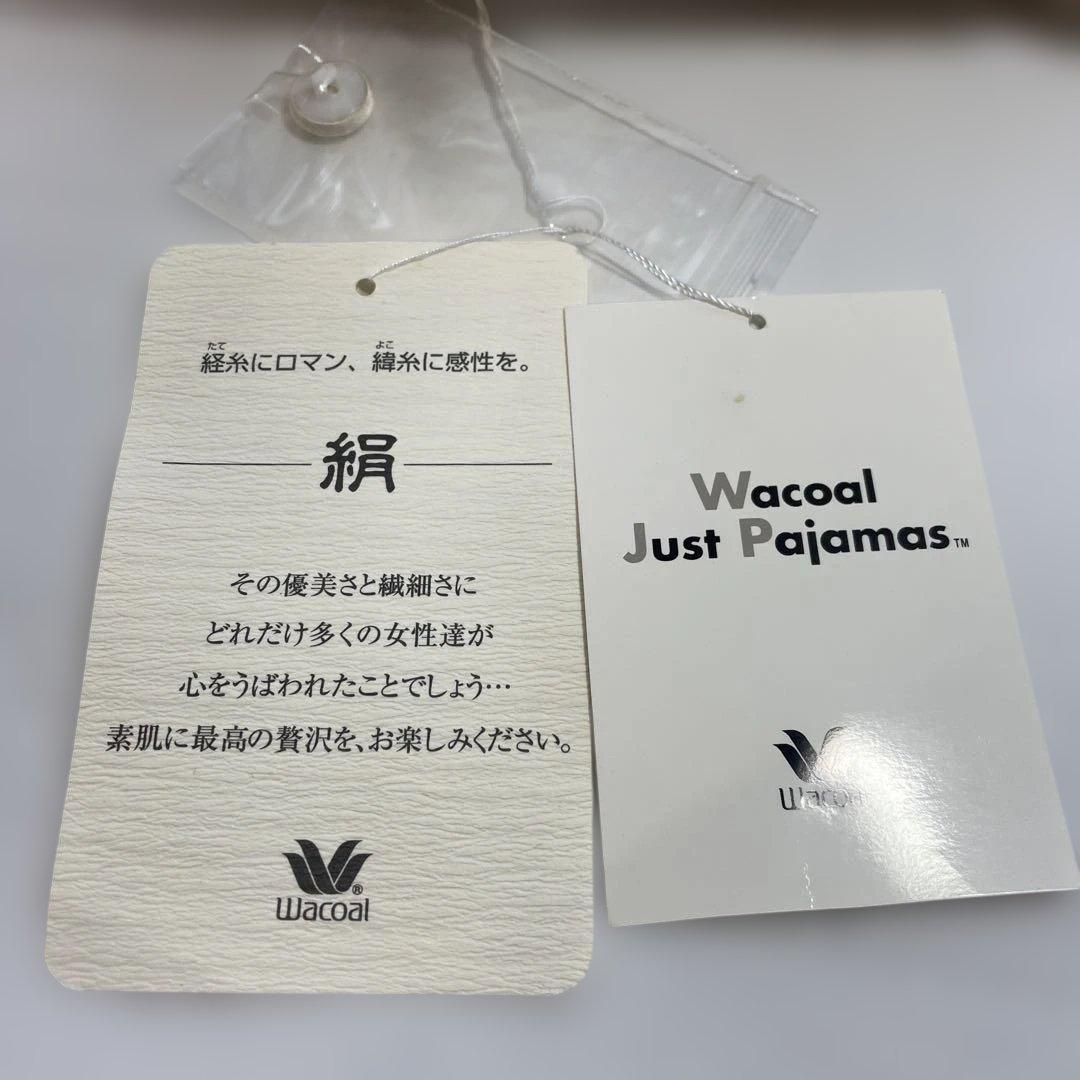 たて よこ
経糸にロマン、緯糸に感性を。
絹
その優美さと繊細さに
どれだけ多くの女性達が
心をうばわれたことでしょう…
素肌に最高の贅沢を、お楽しみください。
®
Wacoal
Wacoal
Just Pajamas™
Wacoal